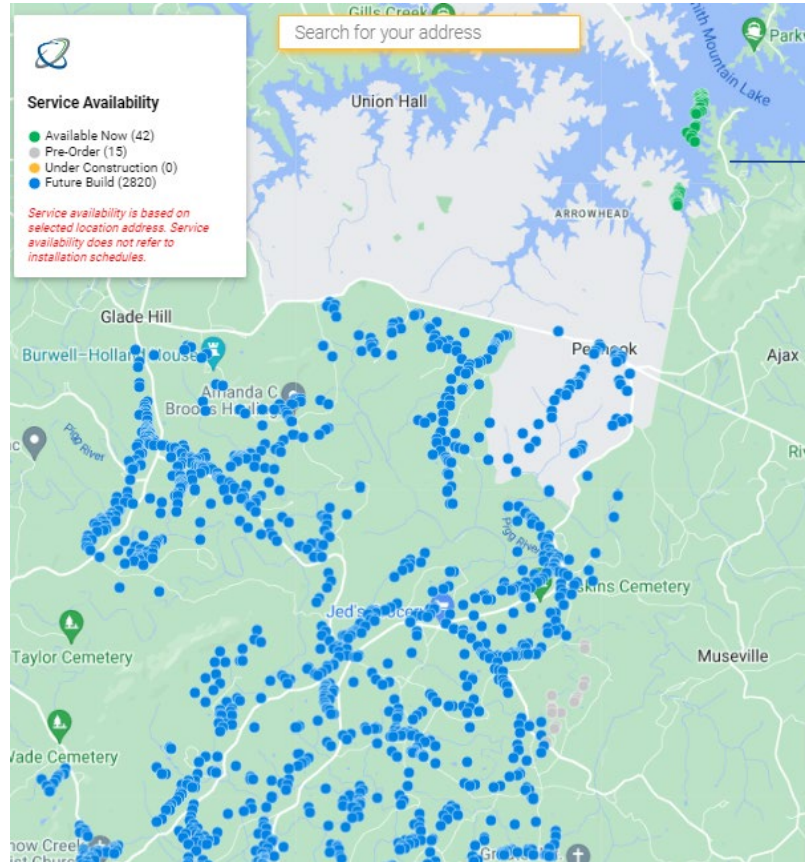 Gills Creek
Search for your address
Smith Mountain Lake
Service Availability
Union Hall
Available Now (42)
Pre-Order (15)
Under Construction (0)
Future Build (2820)
Service availability is based on
selected location address. Service
availability does not refer to
installation schedules.
ARROWHEAD
Glade Hill
Burwell-Holland House
Ajax
Amanda C
Pigg River
Pigg River
Cemetery
Taylor Cemetery
Museville
Wade Cemetery